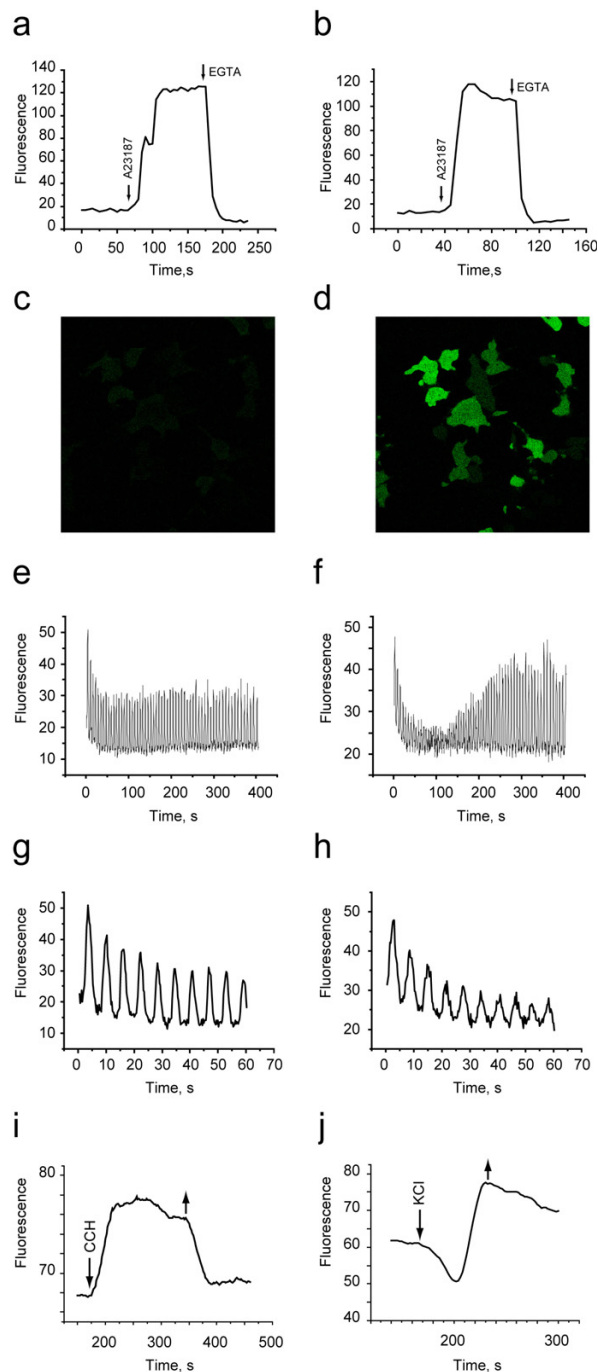 a
140
120
100
80
60
40
20
0
Fluorescence
A23187
EGTA
0 50 100 150 200 250
Time,s
b
120
100
80
60
40
20
0
Fluorescence
A23187
EGTA
0 40 80 120 160
Time,s
c
d
e
50
40
30
20
10
Fluorescence
0 100 200 300 400
Time, s
f
50
40
30
20
Fluorescence
0 100 200 300 400
Time, s
g
50
40
30
20
10
Fluorescence
0 10 20 30 40 50 60 70
Time, s
h
50
40
30
20
Fluorescence
0 10 20 30 40 50 60 70
Time, s
i
80
70
Fluorescence
CCH
200 300 400 500
Time, s
j
80
70
60
50
40
Fluorescence
KCl
200 300
Time, s